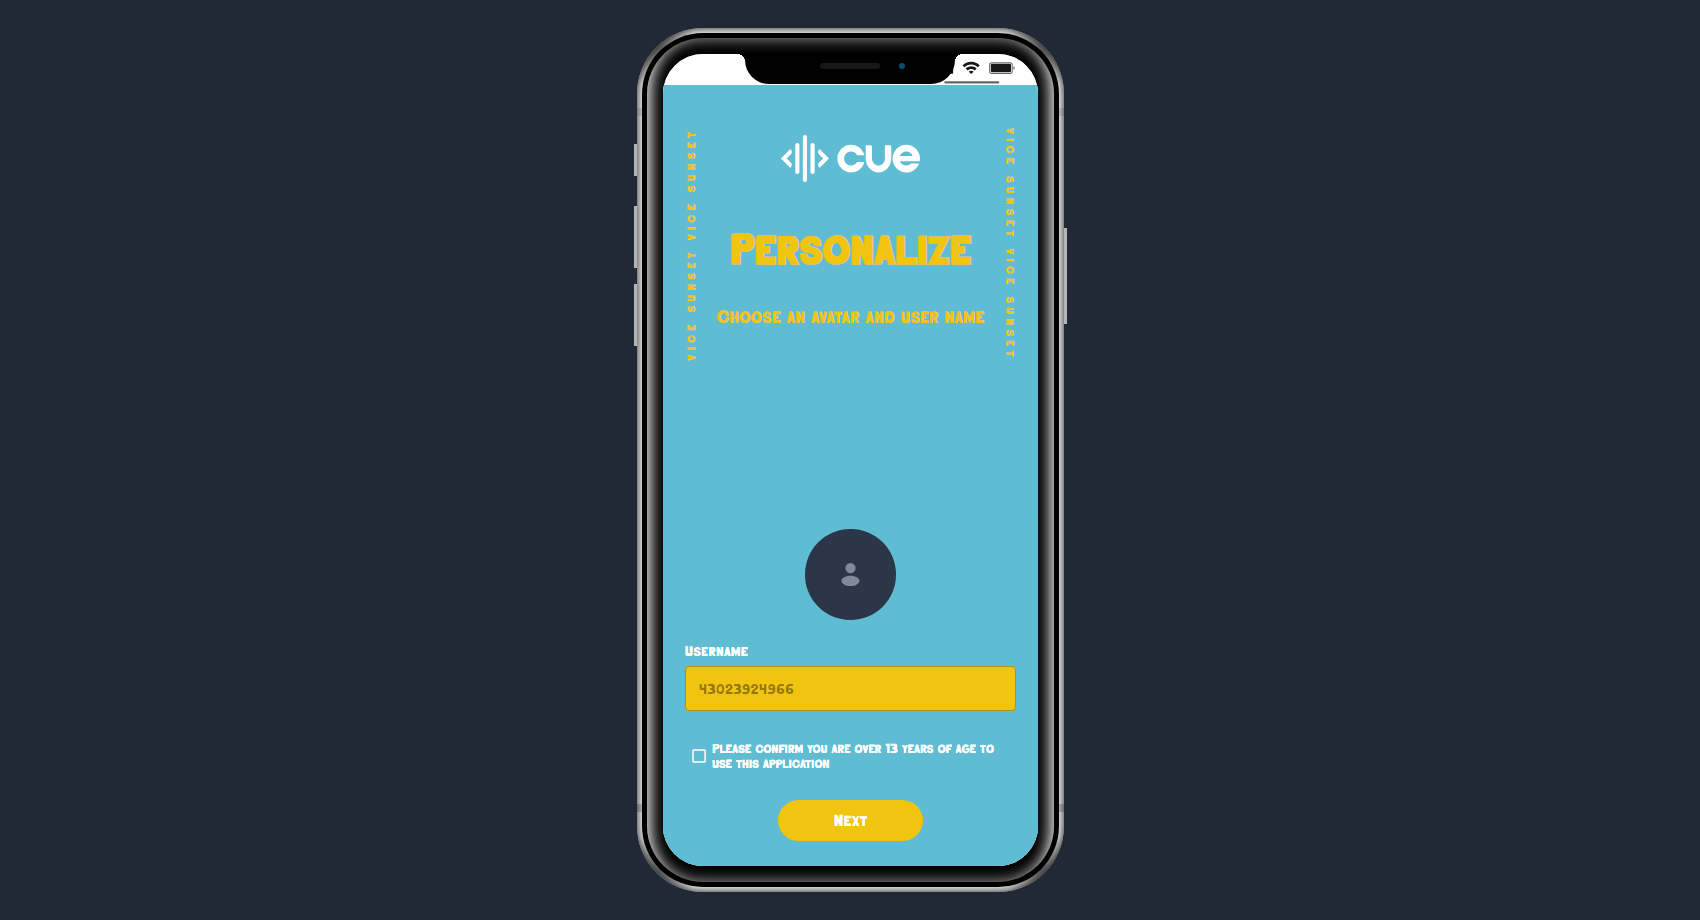 cue
VICE SUNSET VICE SUNSET
VICE SUNSET VICE SUNSET
Personalize
Choose an avatar and user name
Username
43023924966
Please confirm you are over 13 years of age to
use this application
Next